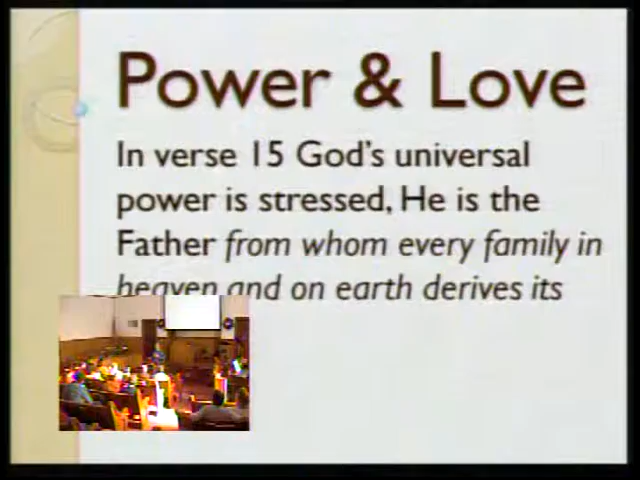 Power & Love
In verse 15 God's universal
power is stressed, He is the
Father from whom every family in
heaven and on earth derives its